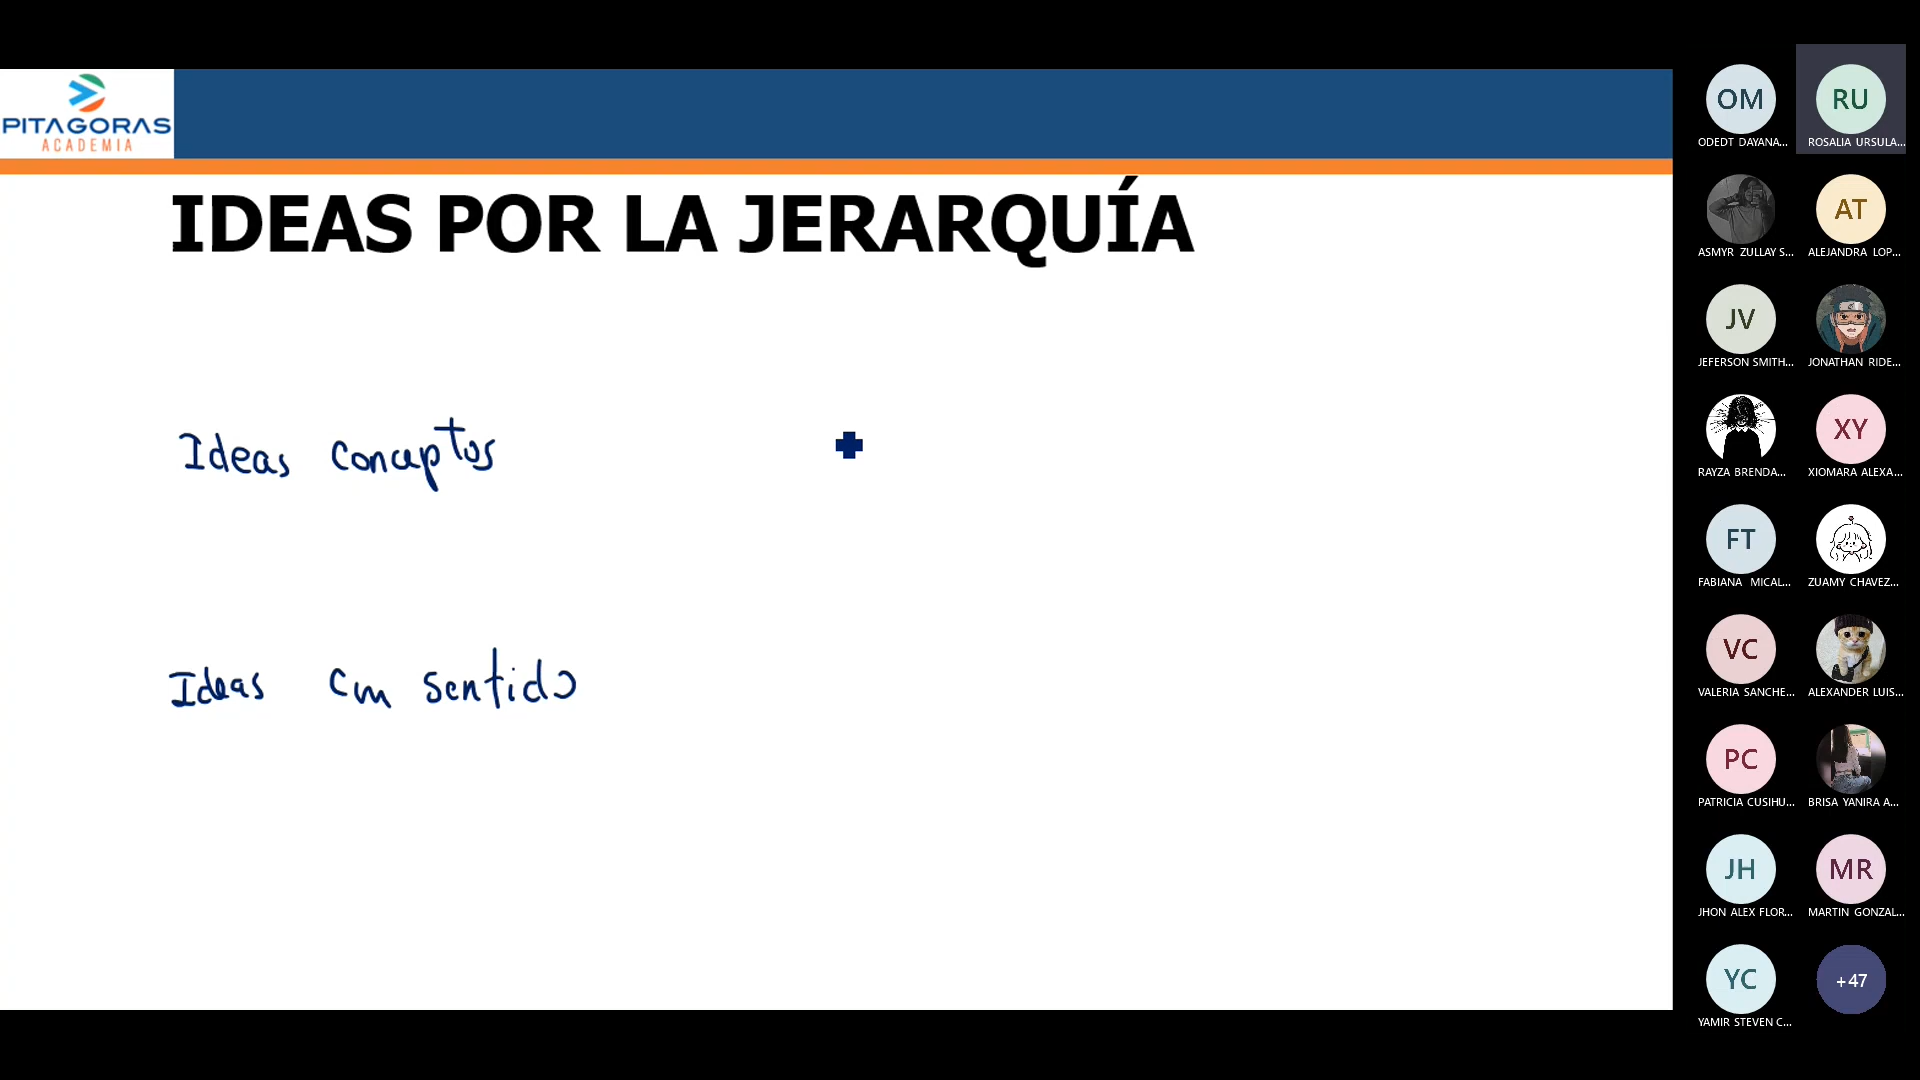 PITAGORAS
ACADEMIA
IDEAS POR LA JERARQUÍA
Ideas conceptos
Ideas con sentido
OM
ODEDT DAYANA...
RU
ROSALIA URSULA...
ASMYR ZULLAY S...
AT
ALEJANDRA LOP...
JV
JEFERSON SMITH...
JONATHAN RIDE...
RAYZA BRENDA...
XY
XIOMARA ALEXA...
FT
FABIANA MICAL...
ZUAMY CHAVEZ...
VC
VALERIA SANCHE...
ALEXANDER LUIS...
PC
PATRICIA CUSIHU...
BRISA YANIRA A...
JH
JHON ALEX FLOR...
MR
MARTIN GONZAL...
YC
YAMIR STEVEN C...
+47